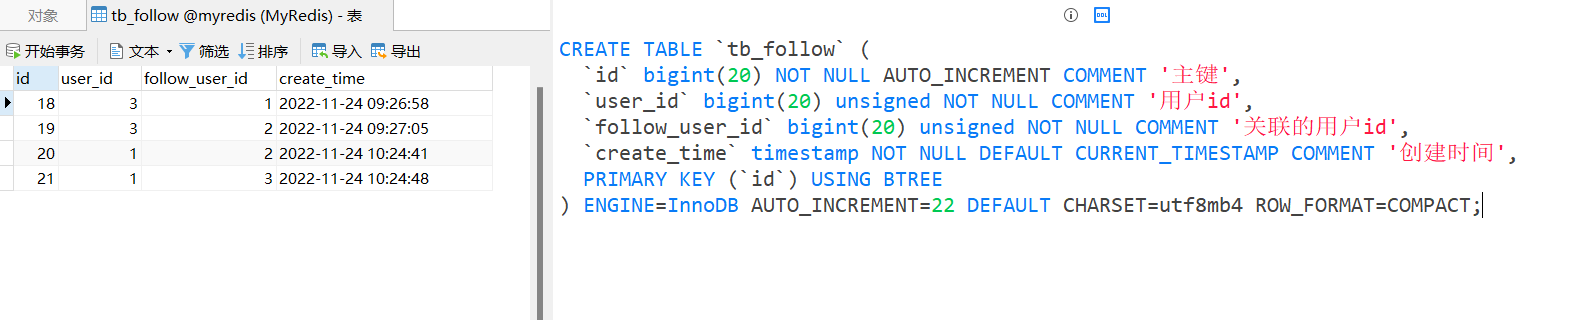 对象
tb_follow @myredis (MyRedis) - 表
开始事务 文本 筛选 排序 导入 导出
id user_id follow_user_id create_time
18 3 1 2022-11-24 09:26:58
19 3 2 2022-11-24 09:27:05
20 1 2 2022-11-24 10:24:41
21 1 3 2022-11-24 10:24:48
DDL
CREATE TABLE `tb_follow` (
  `id` bigint(20) NOT NULL AUTO_INCREMENT COMMENT '主键',
  `user_id` bigint(20) unsigned NOT NULL COMMENT '用户id',
  `follow_user_id` bigint(20) unsigned NOT NULL COMMENT '关联的用户id',
  `create_time` timestamp NOT NULL DEFAULT CURRENT_TIMESTAMP COMMENT '创建时间',
  PRIMARY KEY (`id`) USING BTREE
) ENGINE=InnoDB AUTO_INCREMENT=22 DEFAULT CHARSET=utf8mb4 ROW_FORMAT=COMPACT;